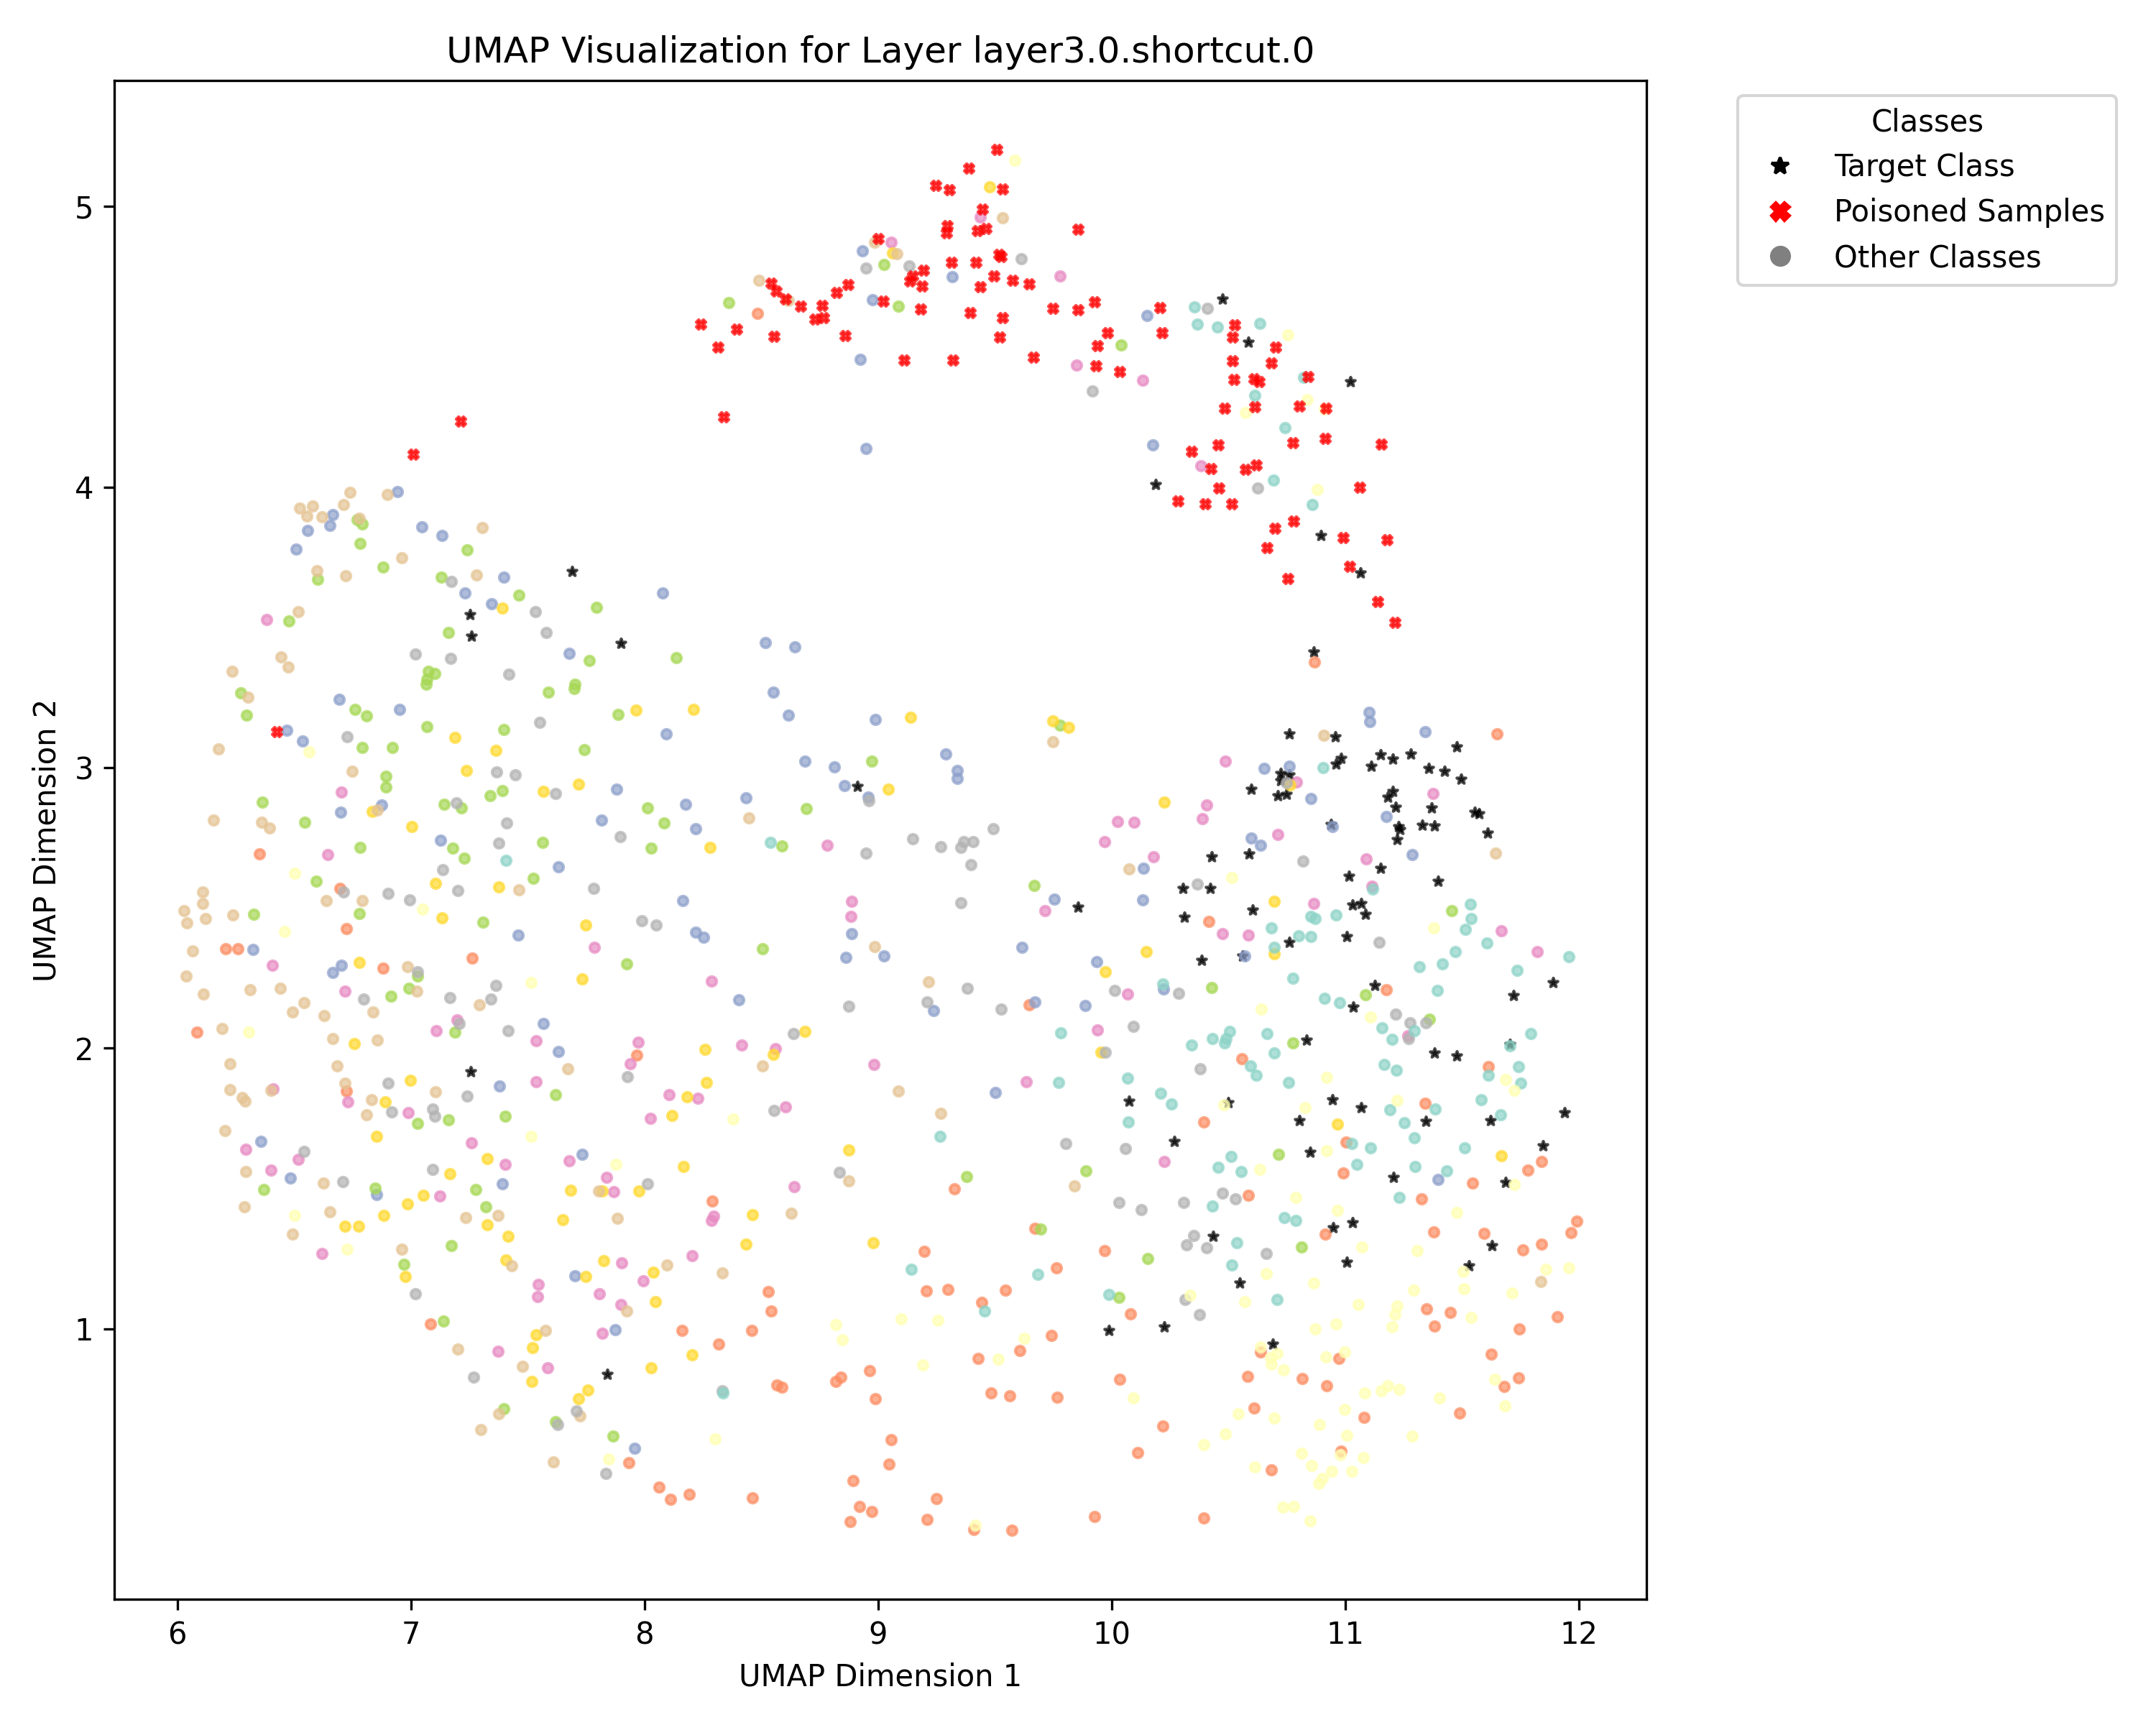 UMAP Visualization for Layer layer3.0.shortcut.0
Classes
Target Class
Poisoned Samples
Other Classes
UMAP Dimension 2
5
4
3
2
1
6 7 8 9 10 11 12
UMAP Dimension 1